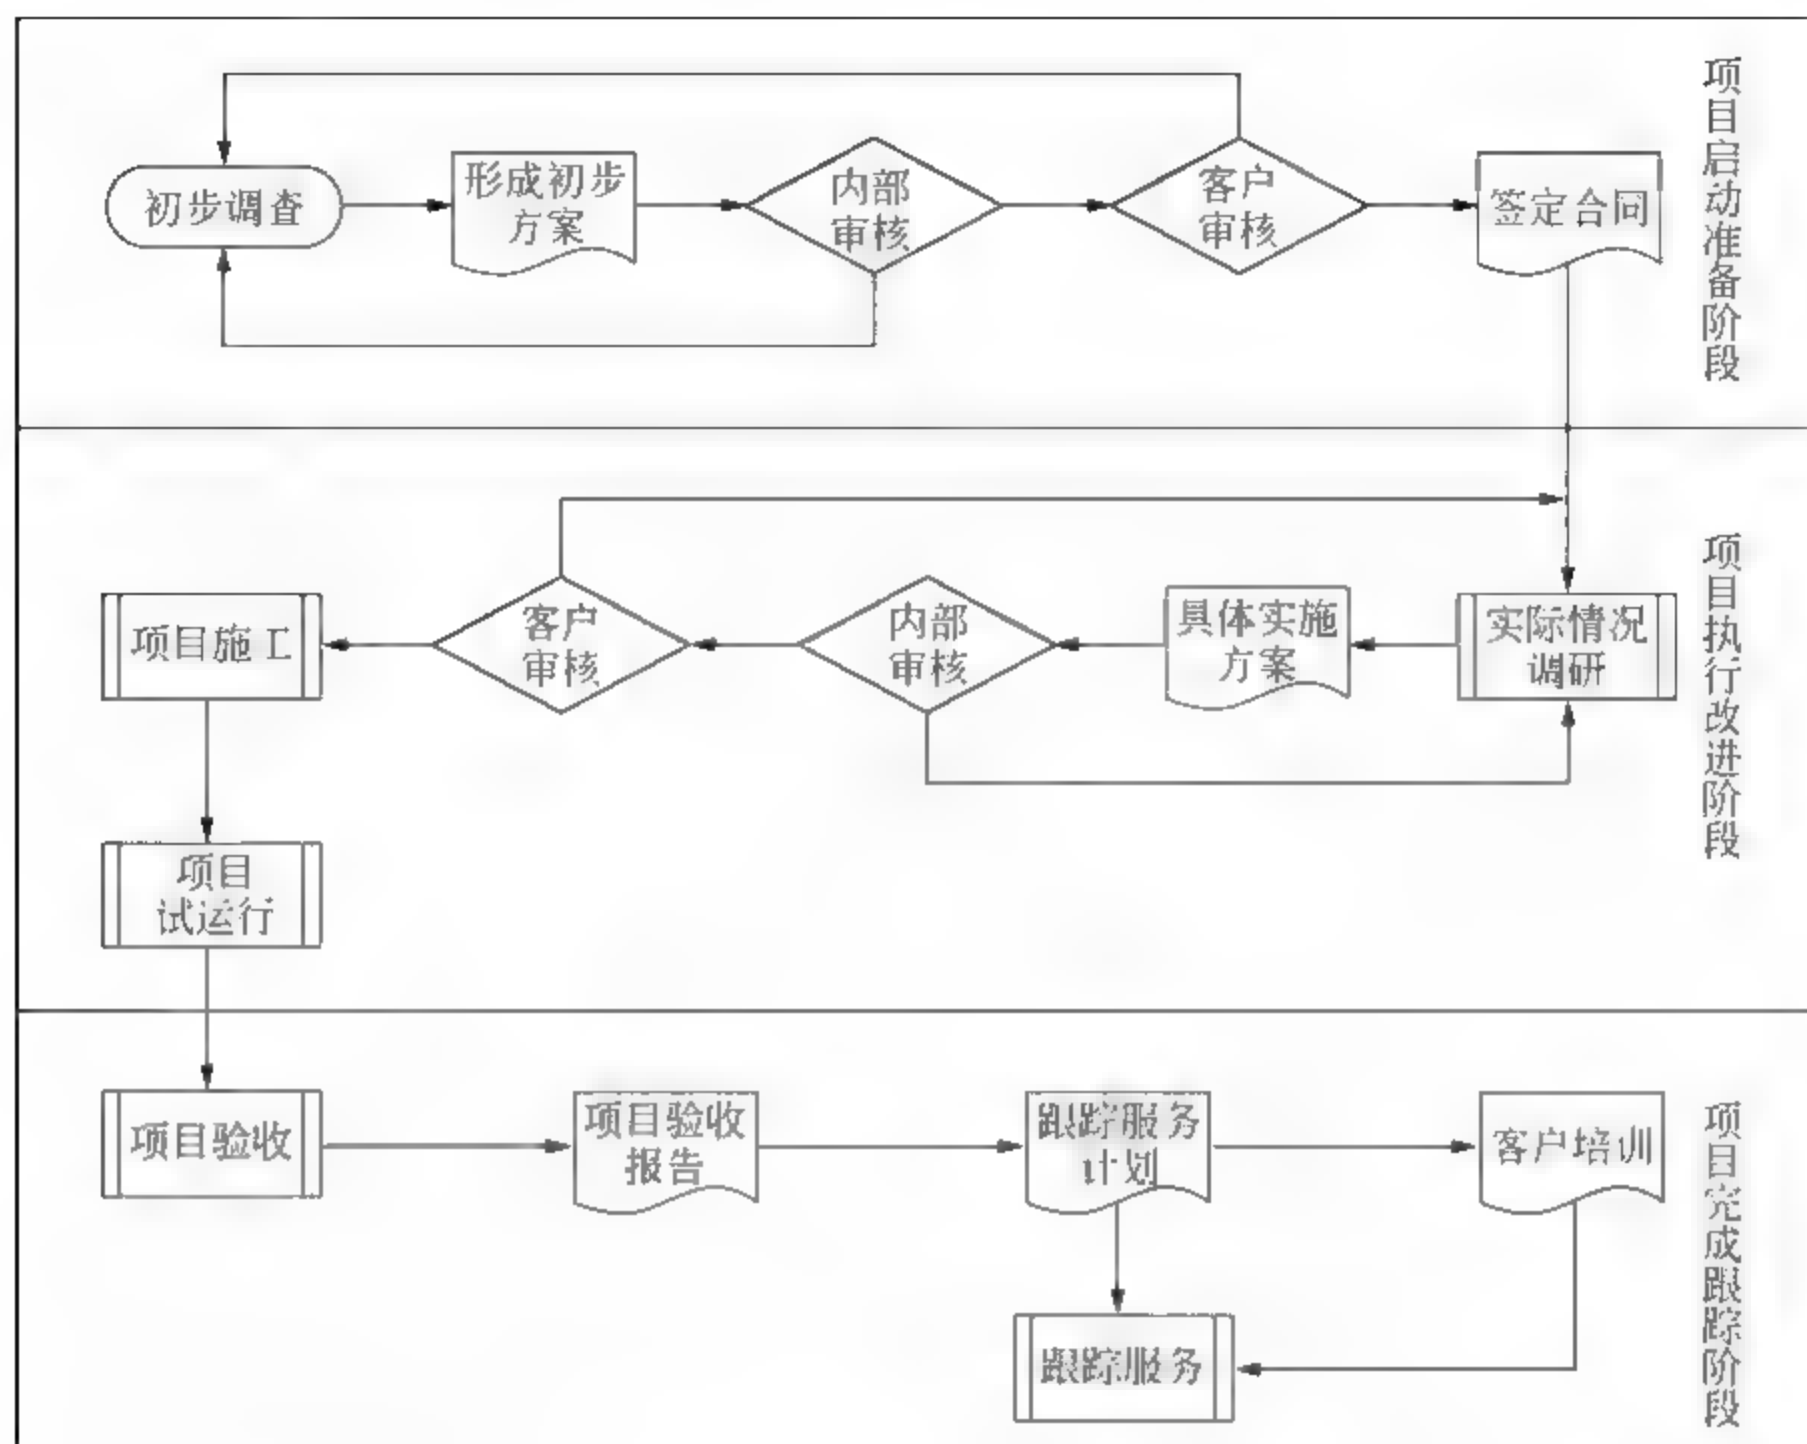 初步调查
形成初步
方案
内部
审核
客户
审核
签定合同
项目启动准备阶段
项目施工
客户
审核
内部
审核
具体实施
方案
实际情况
调研
项目执行改进阶段
项目
试运行
项目验收
项目验收
报告
跟踪服务
计划
客户培训
跟踪服务
项目完成跟踪阶段